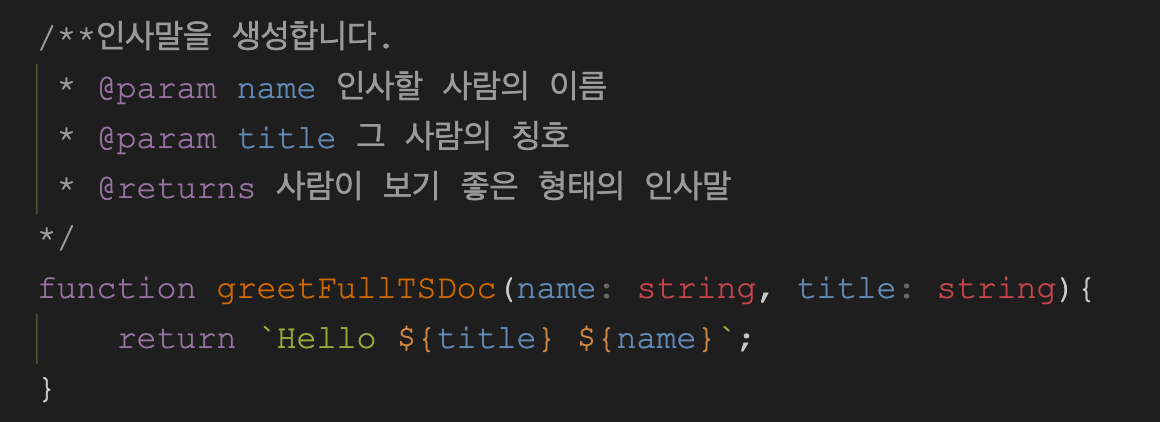 /**인사말을 생성합니다.
 * @param name 인사할 사람의 이름
 * @param title 그 사람의 칭호
 * @returns 사람이 보기 좋은 형태의 인사말
*/
function greetFullTSDoc(name: string, title: string){
    return `Hello ${title} ${name}`;
}